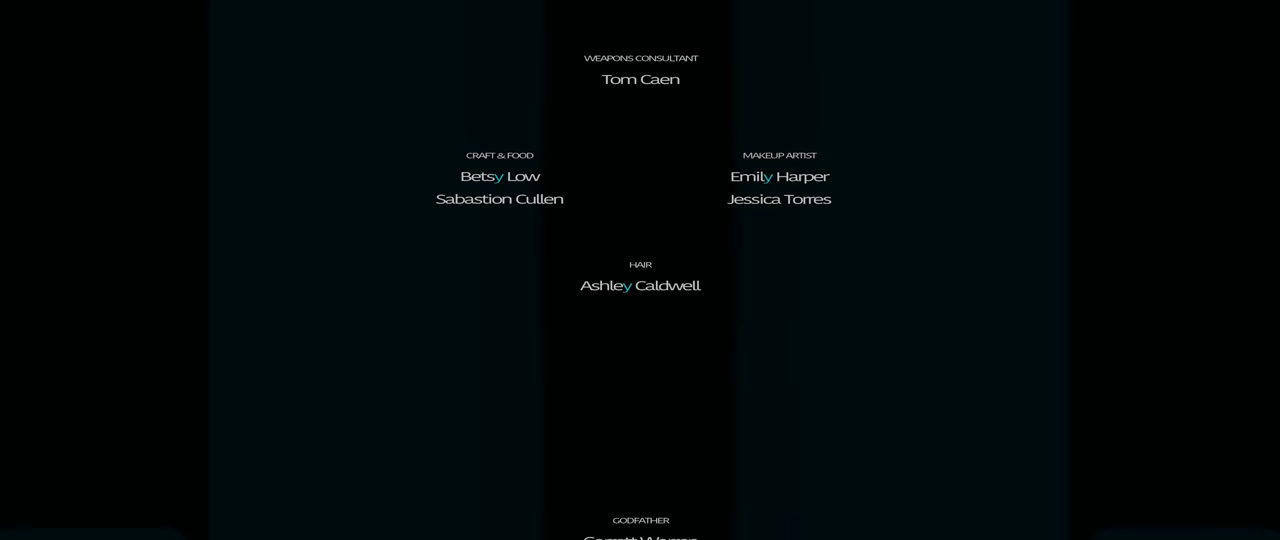 WEAPONS CONSULTANT
Tom Caen
CRAFT & FOOD
Betsy Low
Sabastion Cullen
MAKEUP ARTIST
Emily Harper
Jessica Torres
HAIR
Ashley Caldwell
GODFATHER